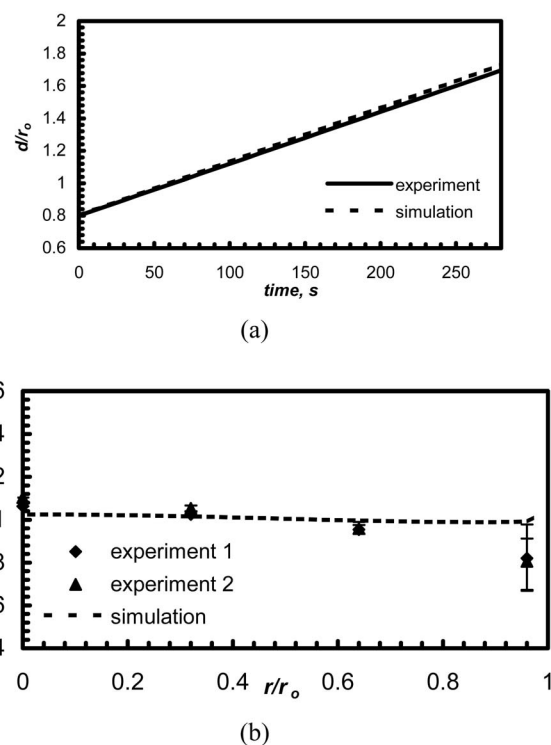 2
1.8
1.6
1.4
1.2
1
0.8
0.6
d/ro
experiment
simulation
0 50 100 150 200 250
time, s
(a)
6
4
2
1
8
6
4
experiment 1
experiment 2
simulation
0 0.2 0.4 0.6 0.8 1
r/ro
(b)